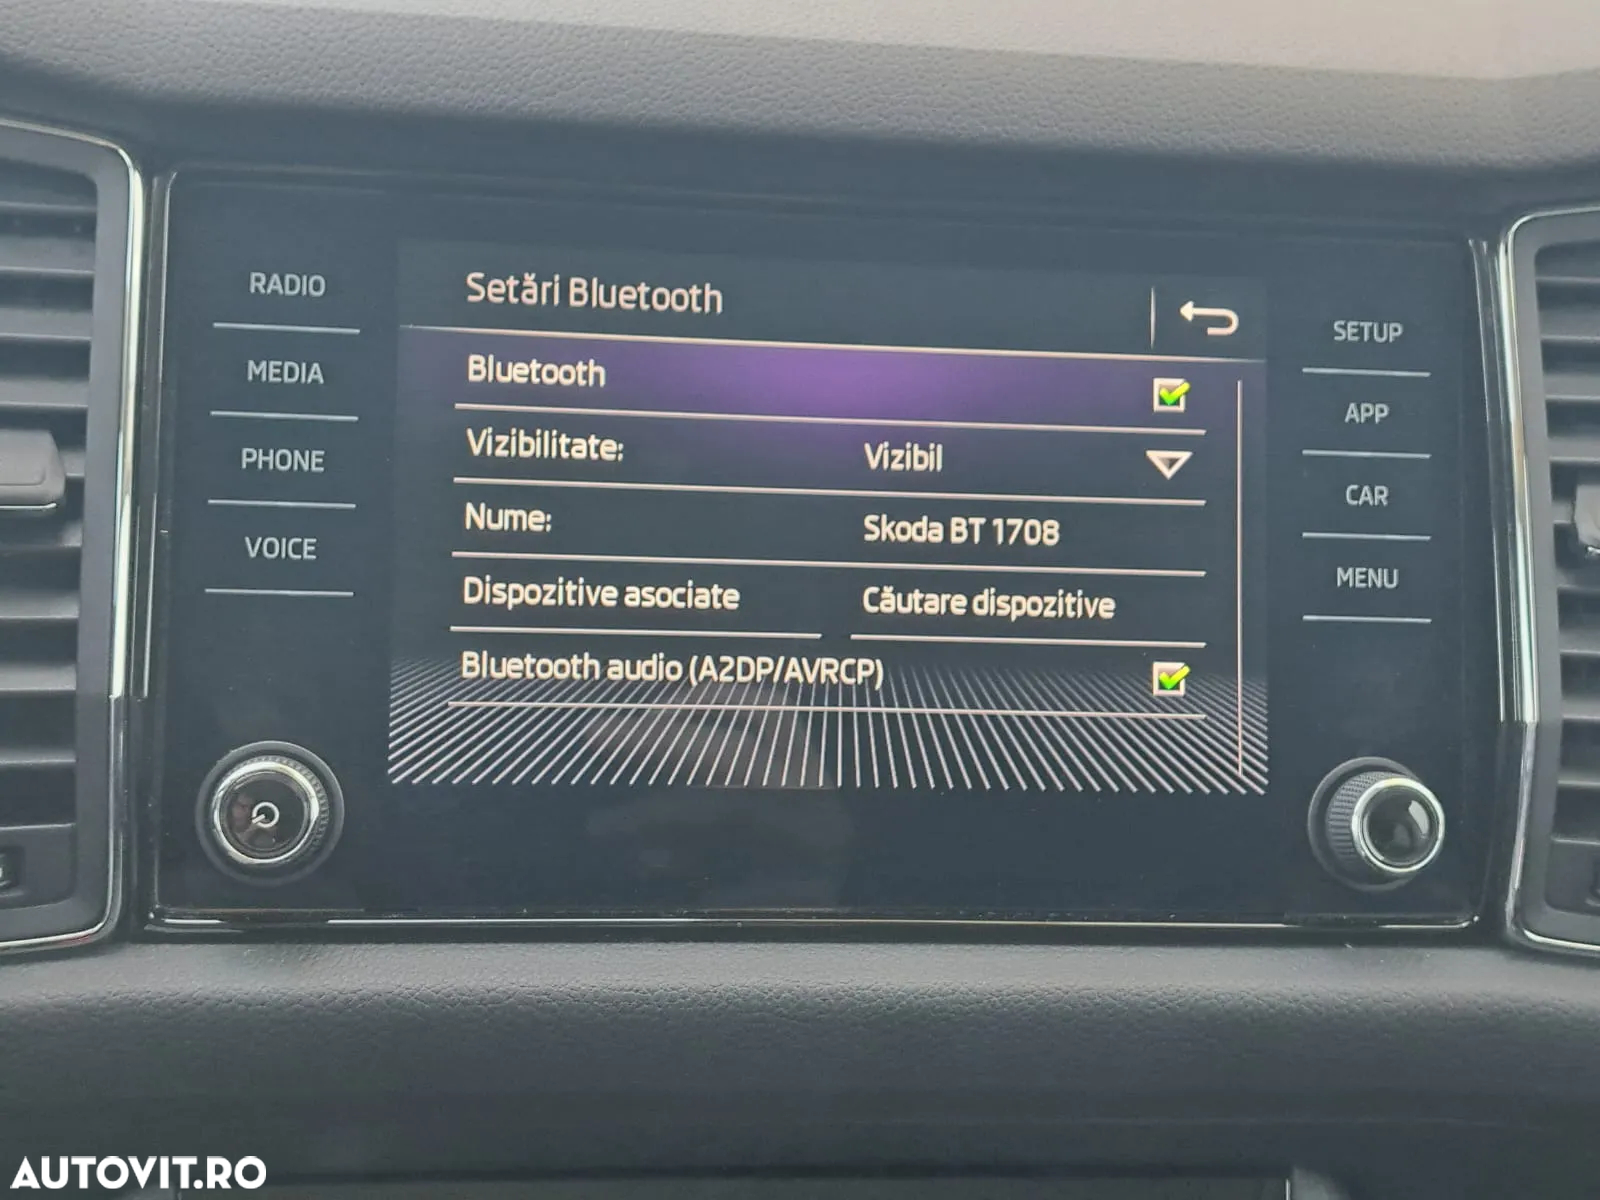 RADIO
MEDIA
PHONE
VOICE
Setări Bluetooth
Bluetooth
Vizibilitate: Vizibil
Nume: Skoda BT 1708
Dispozitive asociate Căutare dispozitive
Bluetooth audio (A2DP/AVRCP)
SETUP
APP
CAR
MENU
AUTOVIT.RO